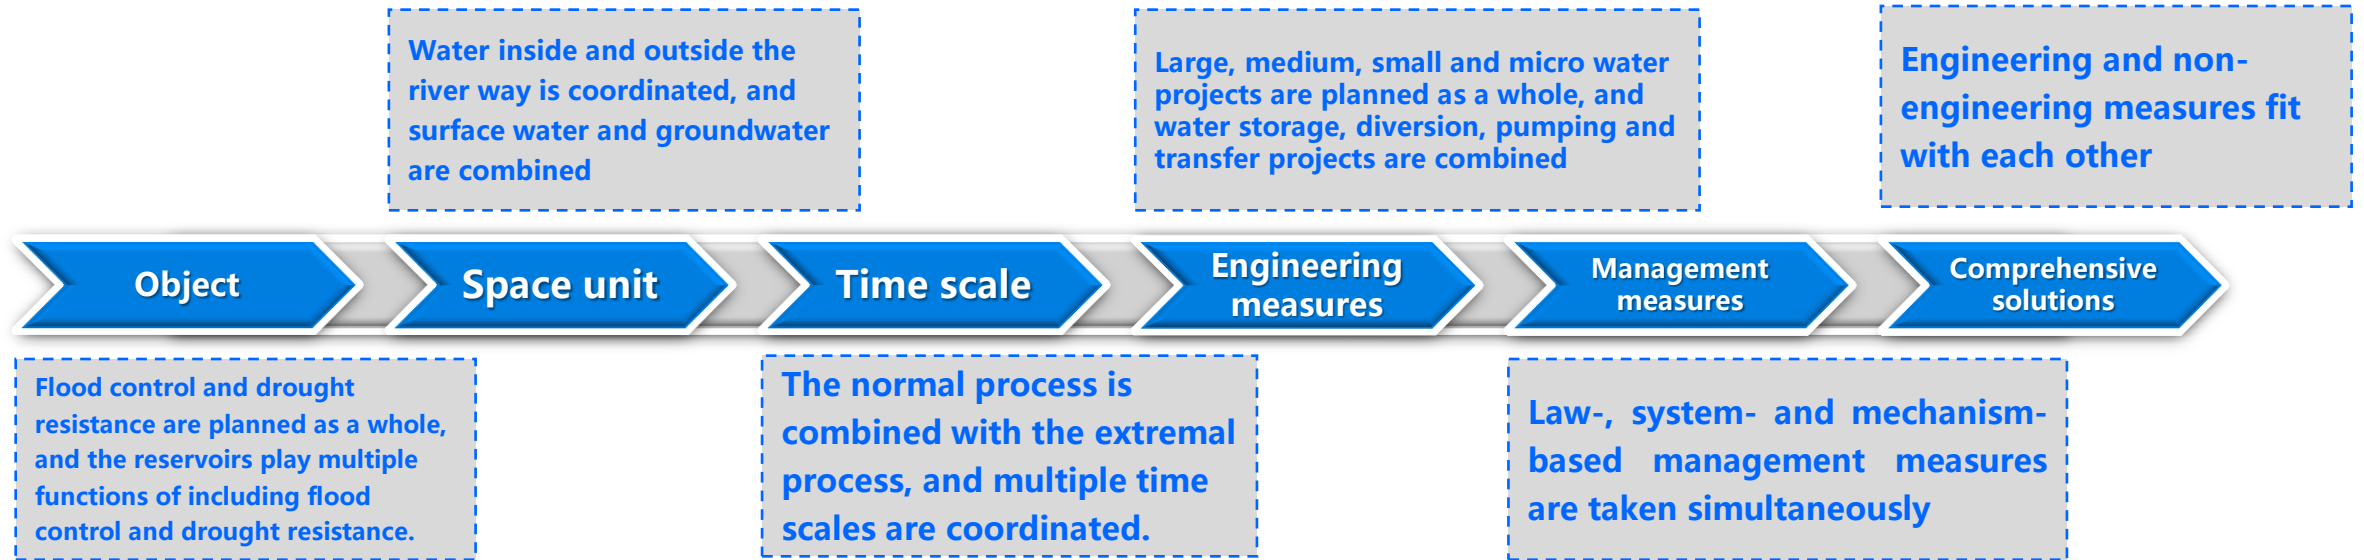 Water inside and outside the
river way is coordinated, and
surface water and groundwater
are combined
Large, medium, small and micro water
projects are planned as a whole, and
water storage, diversion, pumping and
transfer projects are combined
Engineering and non-
engineering measures fit
with each other
Object
Space unit
Time scale
Engineering
measures
Management
measures
Comprehensive
solutions
Flood control and drought
resistance are planned as a whole,
and the reservoirs play multiple
functions of including flood
control and drought resistance.
The normal process is
combined with the extremal
process, and multiple time
scales are coordinated.
Law-, system- and mechanism-
based management measures
are taken simultaneously